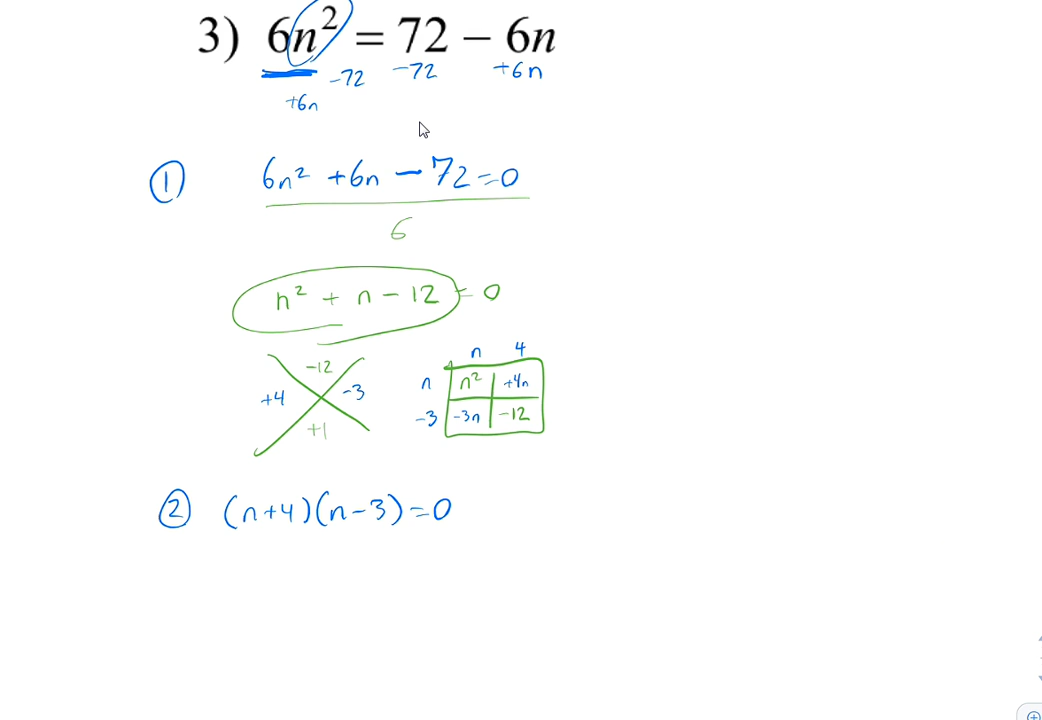 3) 6n² = 72 − 6n
−72 −72 +6n
+6n
① 6n² +6n − 72 = 0
6
n² + n − 12 = 0
n 4
−12
n n² +4n
+4 −3
−3 −3n −12
+1
② (n+4)(n−3) = 0